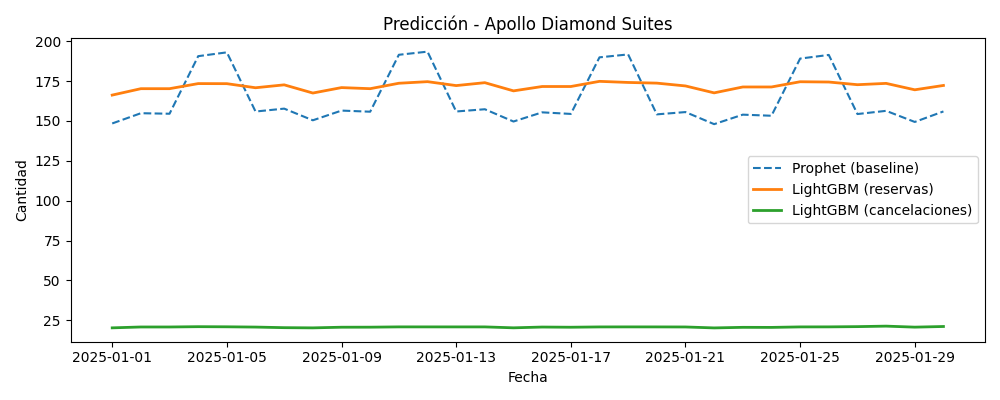 Predicción - Apollo Diamond Suites
200
175
150
125
100
75
50
25
Cantidad
Prophet (baseline)
LightGBM (reservas)
LightGBM (cancelaciones)
2025-01-01 2025-01-05 2025-01-09 2025-01-13 2025-01-17 2025-01-21 2025-01-25 2025-01-29
Fecha